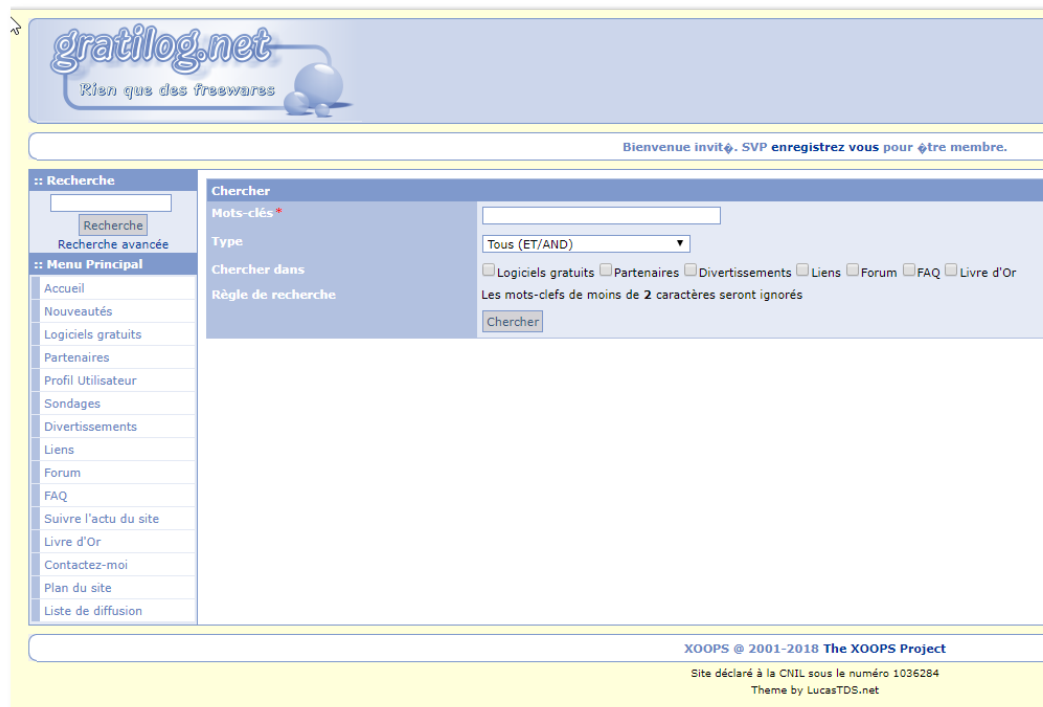 gratilog.net
Rien que des freewares
Bienvenue invit�. SVP enregistrez vous pour �tre membre.
:: Recherche
Recherche
Recherche avancée
:: Menu Principal
Accueil
Nouveautés
Logiciels gratuits
Partenaires
Profil Utilisateur
Sondages
Divertissements
Liens
Forum
FAQ
Suivre l'actu du site
Livre d'Or
Contactez-moi
Plan du site
Liste de diffusion
Chercher
Mots-clés*
Type
Tous (ET/AND)
Chercher dans
Logiciels gratuits Partenaires Divertissements Liens Forum FAQ Livre d'Or
Règle de recherche
Les mots-clefs de moins de 2 caractères seront ignorés
Chercher
XOOPS @ 2001-2018 The XOOPS Project
Site déclaré à la CNIL sous le numéro 1036284
Theme by LucasTDS.net